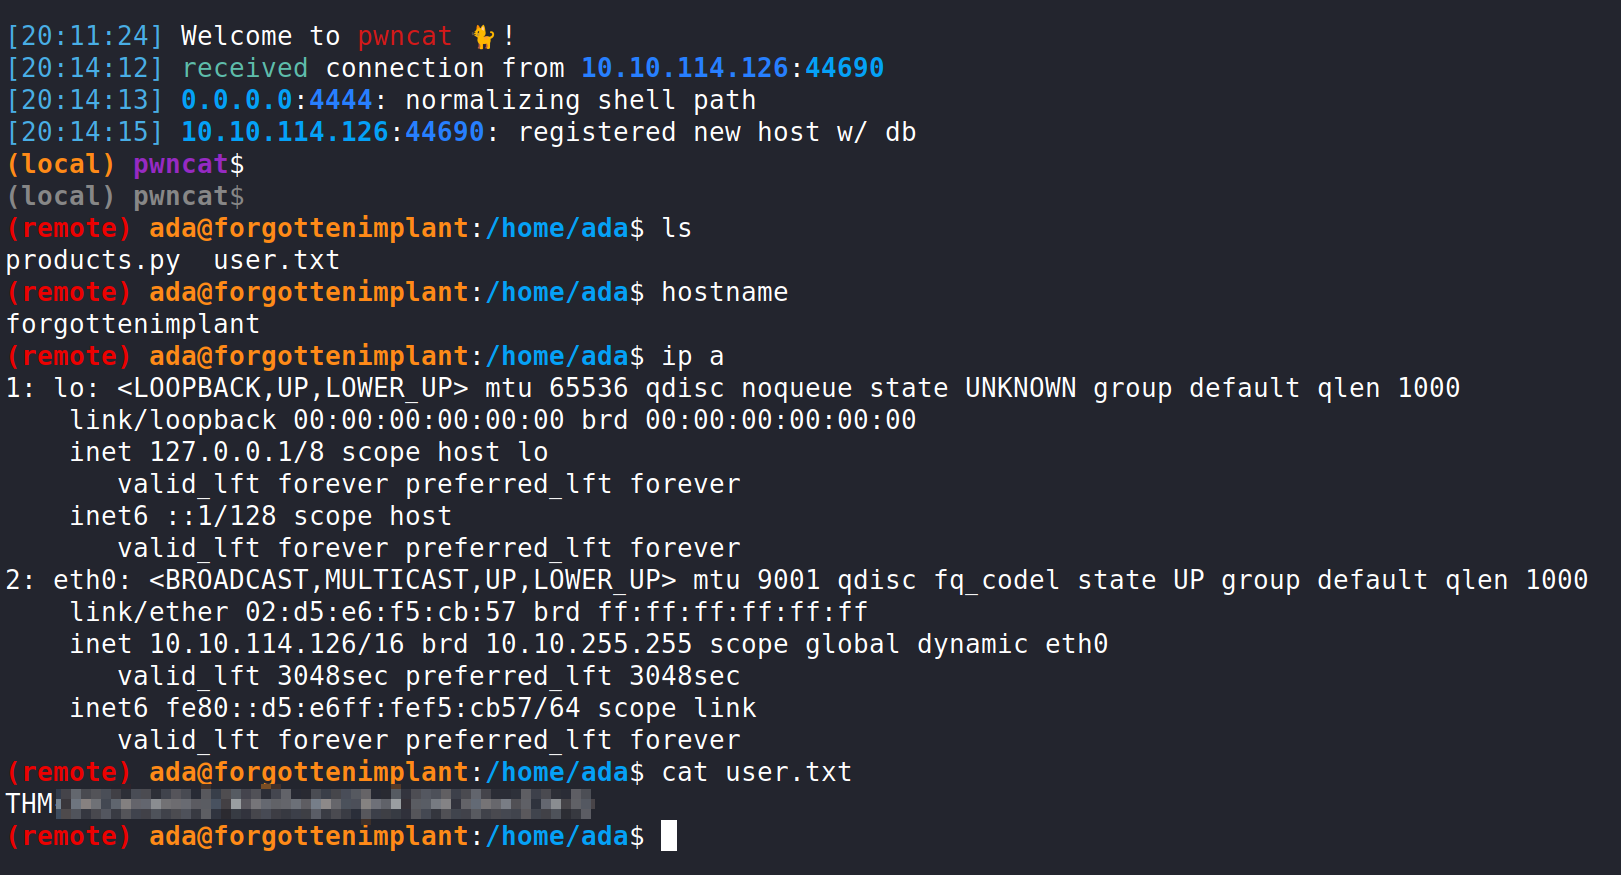 [20:11:24] Welcome to pwncat 🐈!
[20:14:12] received connection from 10.10.114.126:44690
[20:14:13] 0.0.0.0:4444: normalizing shell path
[20:14:15] 10.10.114.126:44690: registered new host w/ db
(local) pwncat$
(local) pwncat$
(remote) ada@forgottenimplant:/home/ada$ ls
products.py  user.txt
(remote) ada@forgottenimplant:/home/ada$ hostname
forgottenimplant
(remote) ada@forgottenimplant:/home/ada$ ip a
1: lo: <LOOPBACK,UP,LOWER_UP> mtu 65536 qdisc noqueue state UNKNOWN group default qlen 1000
    link/loopback 00:00:00:00:00:00 brd 00:00:00:00:00:00
    inet 127.0.0.1/8 scope host lo
       valid_lft forever preferred_lft forever
    inet6 ::1/128 scope host
       valid_lft forever preferred_lft forever
2: eth0: <BROADCAST,MULTICAST,UP,LOWER_UP> mtu 9001 qdisc fq_codel state UP group default qlen 1000
    link/ether 02:d5:e6:f5:cb:57 brd ff:ff:ff:ff:ff:ff
    inet 10.10.114.126/16 brd 10.10.255.255 scope global dynamic eth0
       valid_lft 3048sec preferred_lft 3048sec
    inet6 fe80::d5:e6ff:fef5:cb57/64 scope link
       valid_lft forever preferred_lft forever
(remote) ada@forgottenimplant:/home/ada$ cat user.txt
THM
(remote) ada@forgottenimplant:/home/ada$